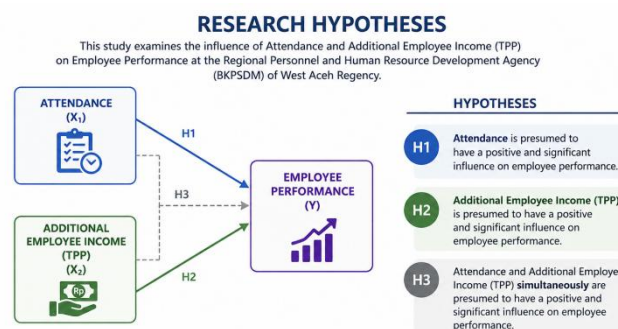 RESEARCH HYPOTHESES
This study examines the influence of Attendance and Additional Employee Income (TPP)
on Employee Performance at the Regional Personnel and Human Resource Development Agency
(BKPSDM) of West Aceh Regency.
ATTENDANCE
(X₁)
H1
H3
EMPLOYEE
PERFORMANCE
(Y)
ADDITIONAL
EMPLOYEE INCOME
(TPP)
(X₂)
Rp
H2
HYPOTHESES
H1
Attendance is presumed to
have a positive and significant
influence on employee performance.
H2
Additional Employee Income (TPP)
is presumed to have a positive
and significant influence on
employee performance.
H3
Attendance and Additional Employee
Income (TPP) simultaneously are
presumed to have a positive and
significant influence on employee
performance.